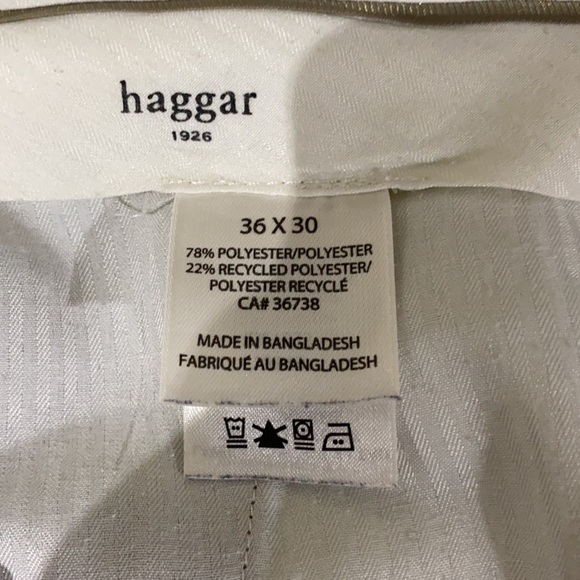 haggar
1926
36 X 30
78% POLYESTER/POLYESTER
22% RECYCLED POLYESTER/
POLYESTER RECYCLÉ
CA# 36738
MADE IN BANGLADESH
FABRIQUÉ AU BANGLADESH